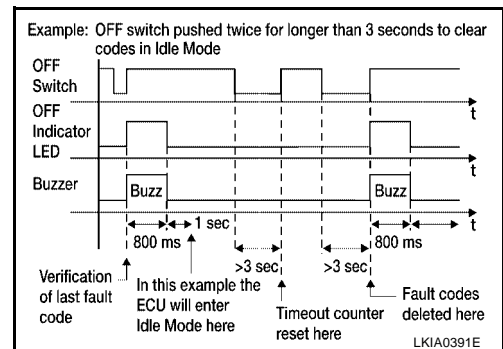 Example: OFF switch pushed twice for longer than 3 seconds to clear
codes in Idle Mode
OFF
Switch
t
OFF
Indicator
LED
t
Buzzer
Buzz
Buzz
t
1 sec
800 ms
>3 sec
>3 sec
800 ms
Verification
of last fault
code
In this example the
ECU will enter
Idle Mode here
Timeout counter
reset here
Fault codes
deleted here
LKIA0391E